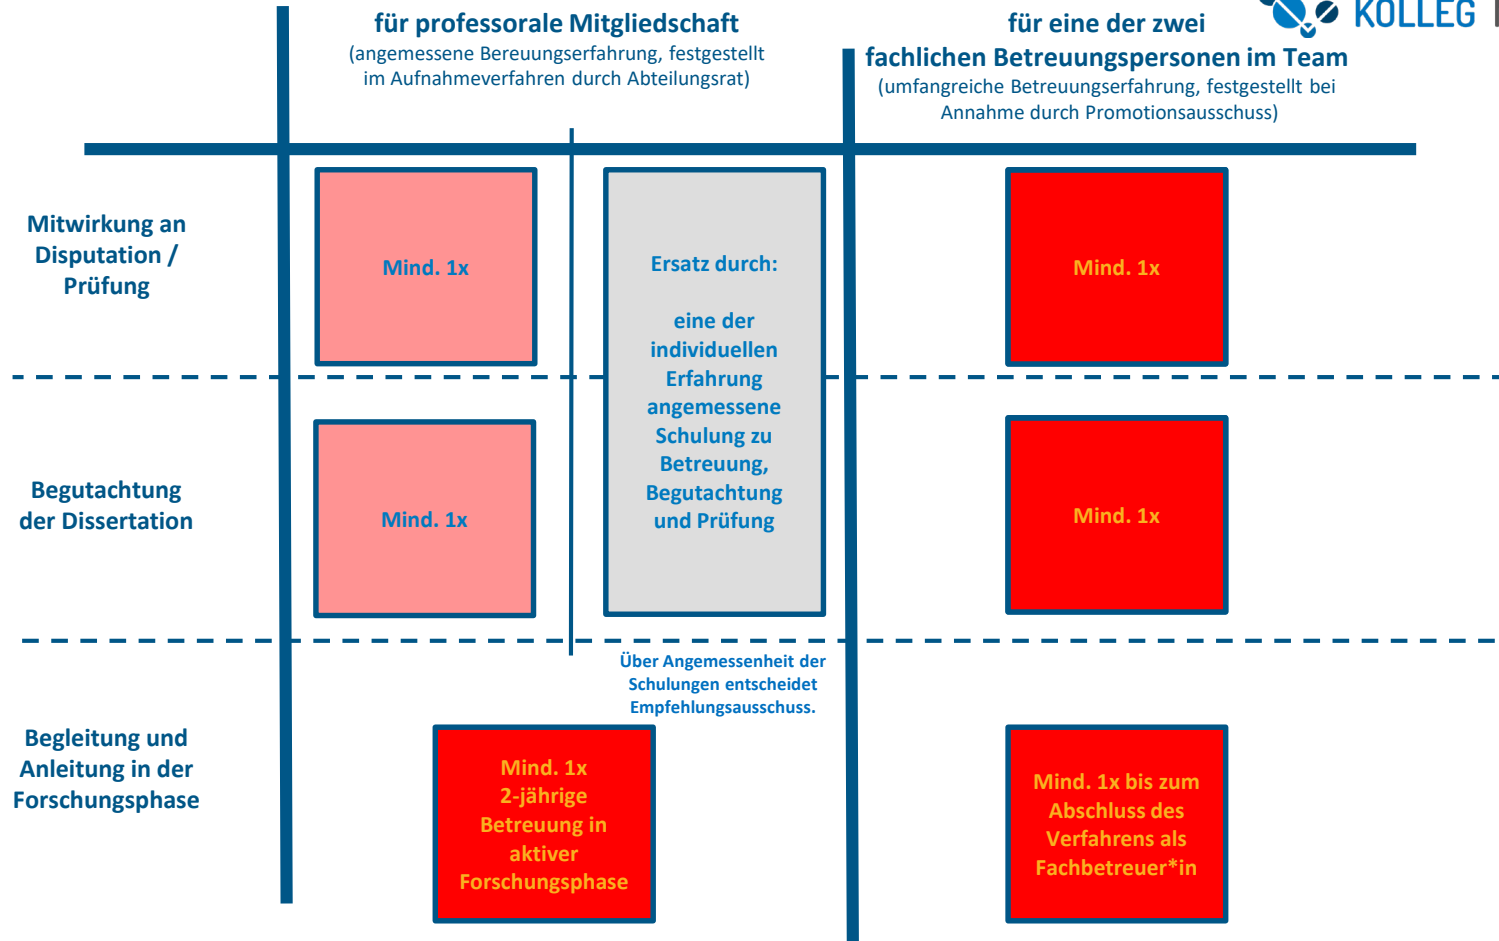 für professorale Mitgliedschaft
(angemessene Bereuungserfahrung, festgestellt
im Aufnahmeverfahren durch Abteilungsrat)
für eine der zwei
fachlichen Betreuungspersonen im Team
(umfangreiche Betreuungserfahrung, festgestellt bei
Annahme durch Promotionsausschuss)
KOLLEG
Mitwirkung an
Disputation /
Prüfung
Mind. 1x
Ersatz durch:
eine der
individuellen
Erfahrung
angemessene
Schulung zu
Betreuung,
Begutachtung
und Prüfung
Mind. 1x
Begutachtung
der Dissertation
Mind. 1x
Mind. 1x
Über Angemessenheit der
Schulungen entscheidet
Empfehlungsausschuss.
Begleitung und
Anleitung in der
Forschungsphase
Mind. 1x
2-jährige
Betreuung in
aktiver
Forschungsphase
Mind. 1x bis zum
Abschluss des
Verfahrens als
Fachbetreuer*in